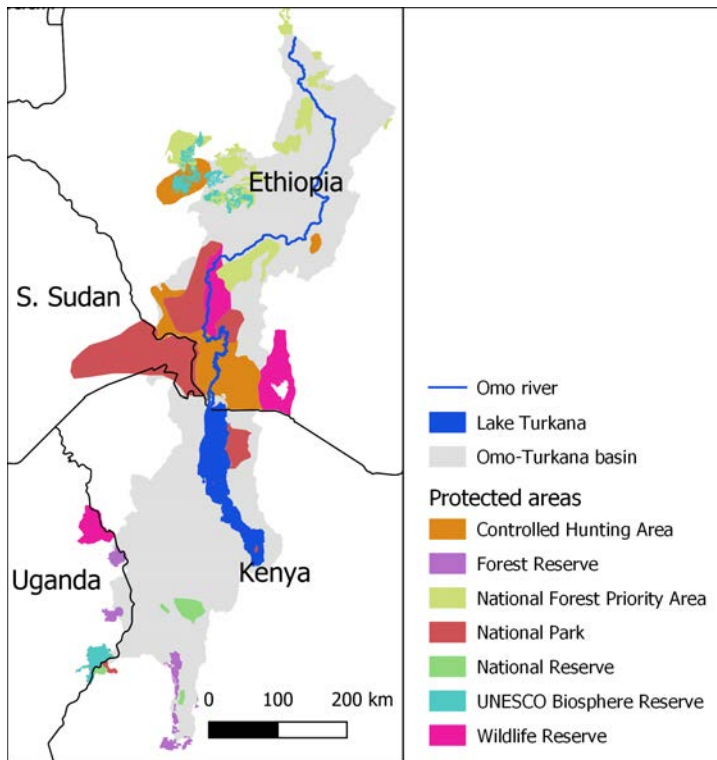 Ethiopia
S. Sudan
Uganda
Kenya
0 100 200 km
Omo river
Lake Turkana
Omo-Turkana basin
Protected areas
Controlled Hunting Area
Forest Reserve
National Forest Priority Area
National Park
National Reserve
UNESCO Biosphere Reserve
Wildlife Reserve